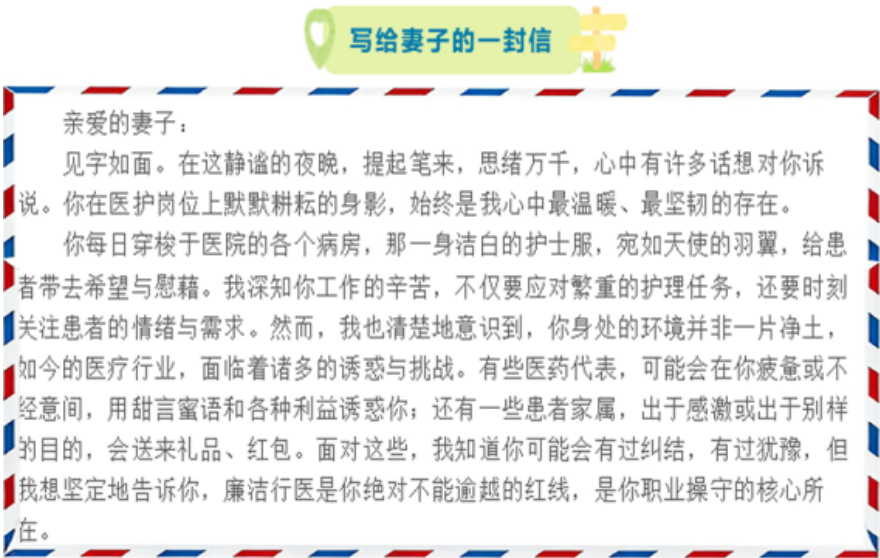 写给妻子的一封信
亲爱的妻子：
见字如面。在这静谧的夜晚，提起笔来，思绪万千，心中有许多话想对你诉
说。你在医护岗位上默默耕耘的身影，始终是我心中最温暖、最坚韧的存在。
你每日穿梭于医院的各个病房，那一身洁白的护士服，宛如天使的羽翼，给患
者带去希望与慰藉。我深知你工作的辛苦，不仅要应对繁重的护理任务，还要时刻
关注患者的情绪与需求。然而，我也清楚地意识到，你身处的环境并非一片净土，
如今的医疗行业，面临着诸多的诱惑与挑战。有些医药代表，可能会在你疲惫或不
经意间，用甜言蜜语和各种利益诱惑你；还有一些患者家属，出于感激或出于别样
的目的，会送来礼品、红包。面对这些，我知道你可能会有过纠结，有过犹豫，但
我想坚定地告诉你，廉洁行医是你绝对不能逾越的红线，是你职业操守的核心所
在。